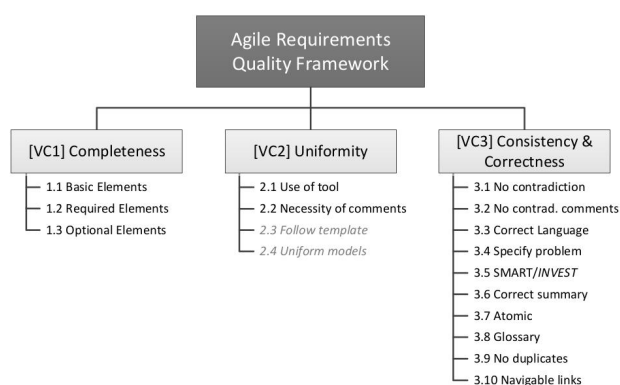 Agile Requirements
Quality Framework
[VC1] Completeness
1.1 Basic Elements
1.2 Required Elements
1.3 Optional Elements
[VC2] Uniformity
2.1 Use of tool
2.2 Necessity of comments
2.3 Follow template
2.4 Uniform models
[VC3] Consistency &
Correctness
3.1 No contradiction
3.2 No contrad. comments
3.3 Correct Language
3.4 Specify problem
3.5 SMART/INVEST
3.6 Correct summary
3.7 Atomic
3.8 Glossary
3.9 No duplicates
3.10 Navigable links